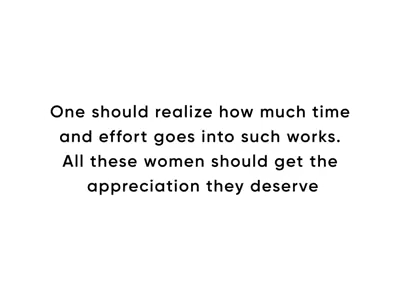 One should realize how much time
and effort goes into such works.
All these women should get the
appreciation they deserve